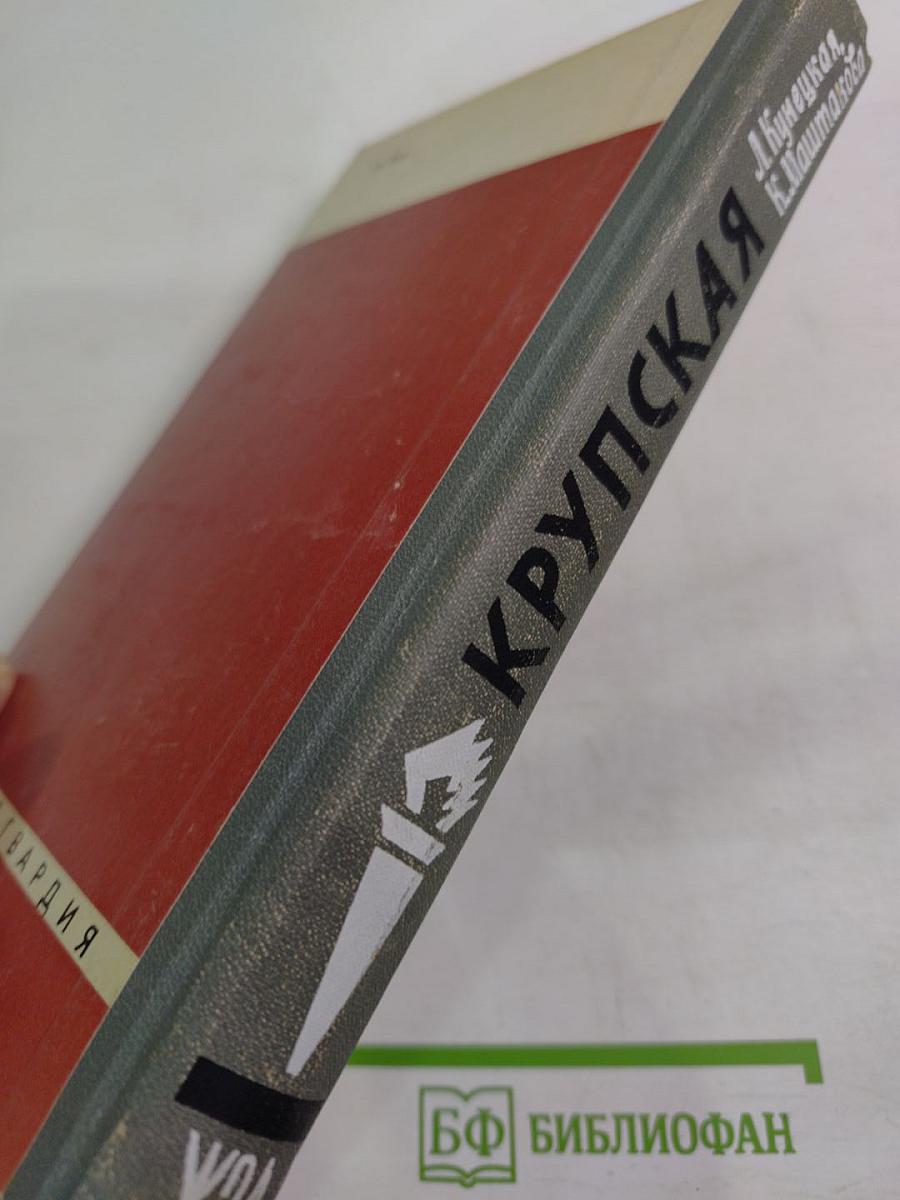 Л. Кунецкая,
К. Маштакова
КРУПСКАЯ
ГВАРДИЯ
БФ БИБЛИОФАН